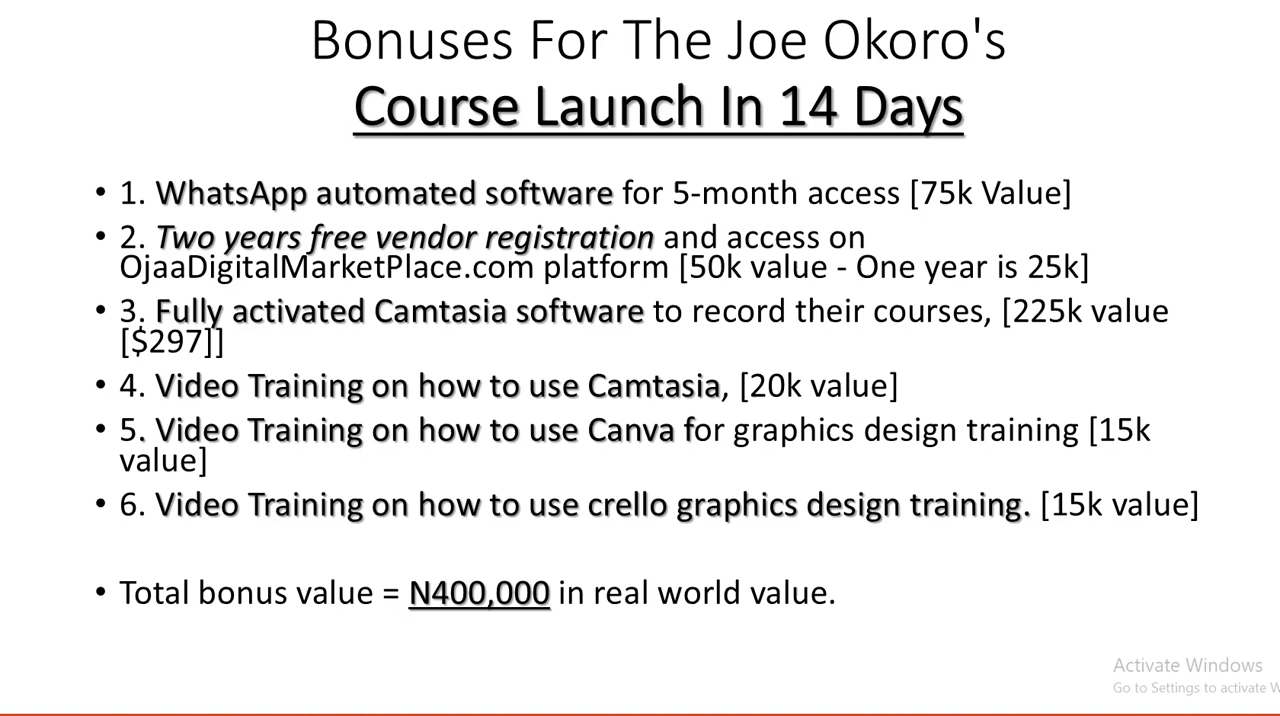 Bonuses For The Joe Okoro's
Course Launch In 14 Days
• 1. WhatsApp automated software for 5-month access [75k Value]
• 2. Two years free vendor registration and access on
OjaaDigitalMarketPlace.com platform [50k value - One year is 25k]
• 3. Fully activated Camtasia software to record their courses, [225k value
[$297]]
• 4. Video Training on how to use Camtasia, [20k value]
• 5. Video Training on how to use Canva for graphics design training [15k
value]
• 6. Video Training on how to use crello graphics design training. [15k value]
• Total bonus value = N400,000 in real world value.
Activate Windows
Go to Settings to activate W